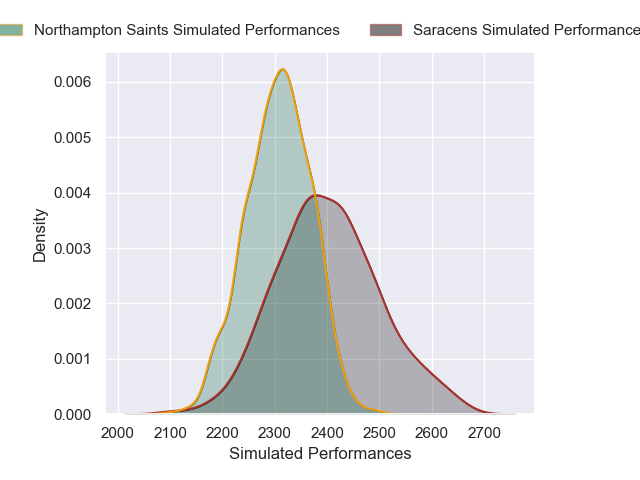 Northampton Saints Simulated Performances Saracens Simulated Performance
0.006
0.005
0.004
0.003
0.002
0.001
0.000
Density
2000 2100 2200 2300 2400 2500 2600 2700
Simulated Performances